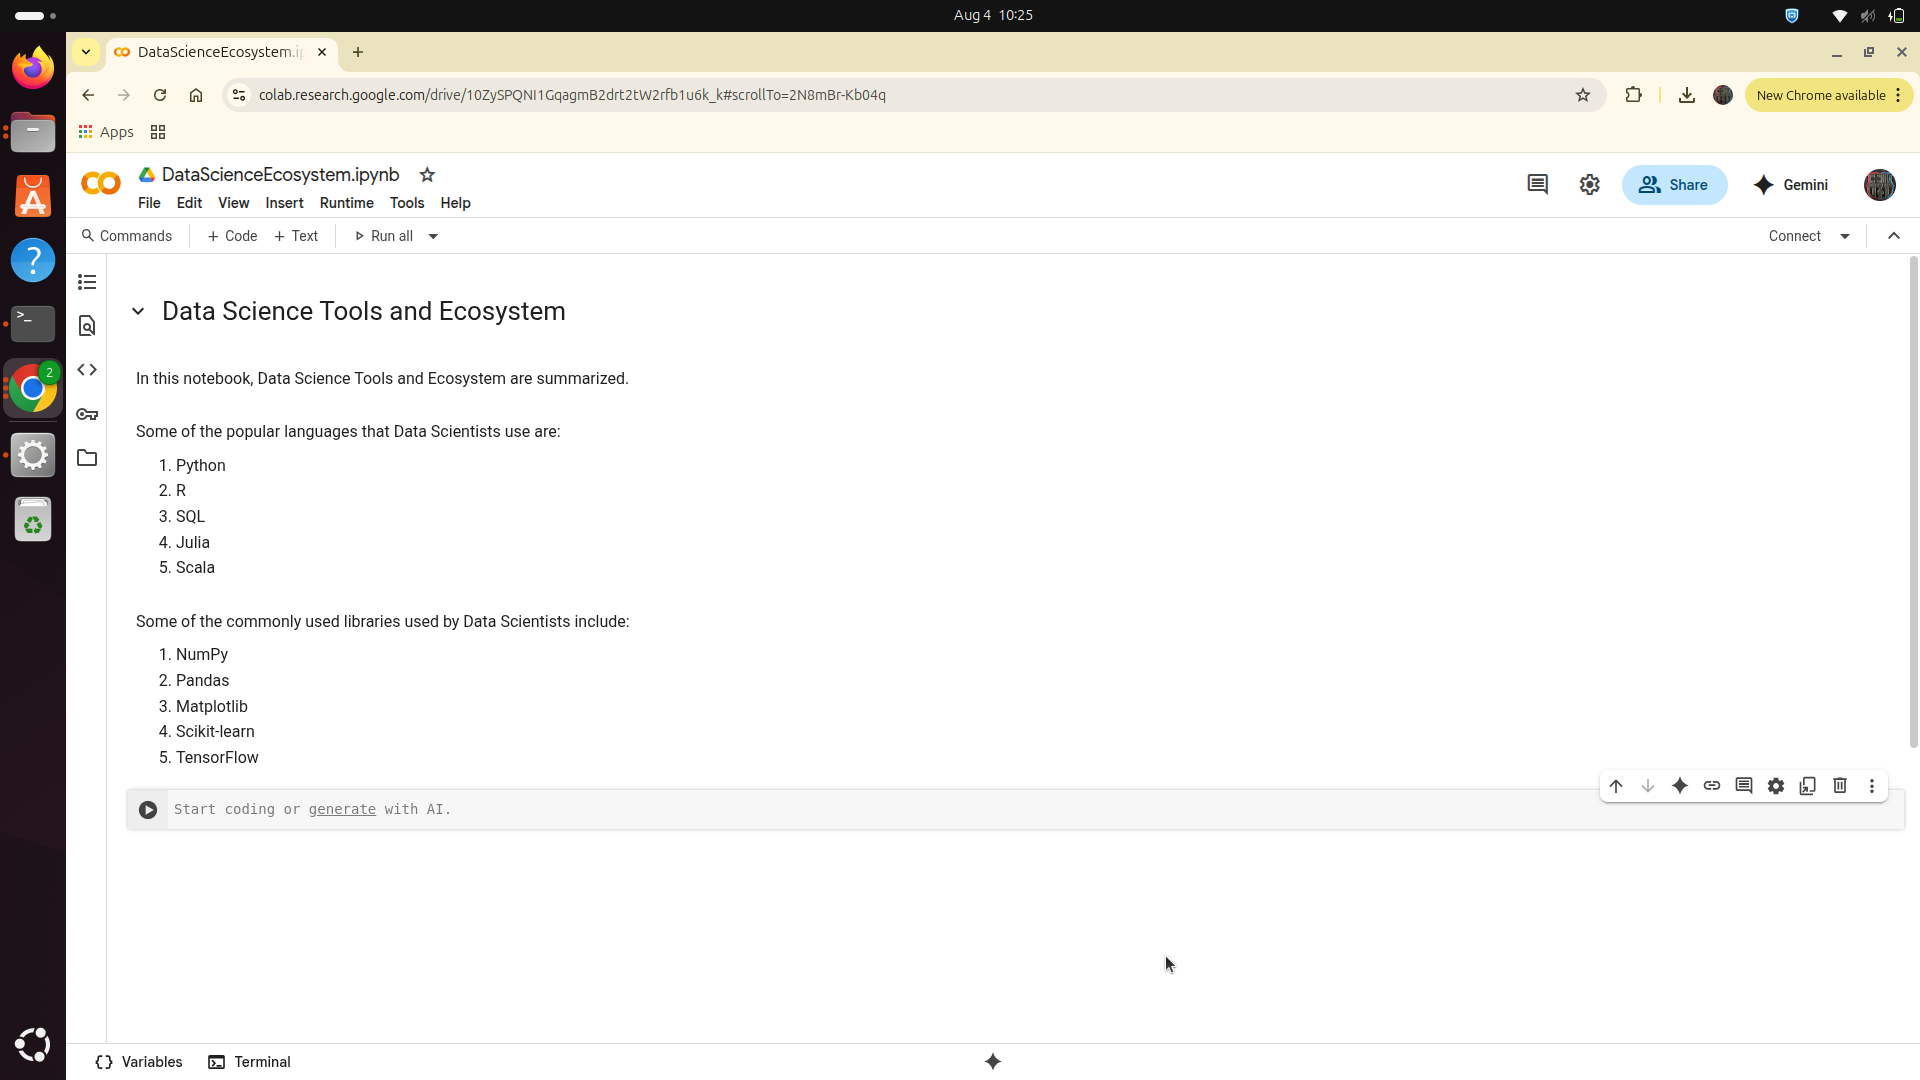 Aug 4 10:25
DataScienceEcosystem.i
colab.research.google.com/drive/10ZySPQNI1GqagmB2drt2tW2rfb1u6k_k#scrollTo=2N8mBr-Kb04q
New Chrome available
Apps
DataScienceEcosystem.ipynb
File Edit View Insert Runtime Tools Help
Share
Gemini
Commands + Code + Text Run all
Connect
Data Science Tools and Ecosystem
In this notebook, Data Science Tools and Ecosystem are summarized.
Some of the popular languages that Data Scientists use are:
1. Python
2. R
3. SQL
4. Julia
5. Scala
Some of the commonly used libraries used by Data Scientists include:
1. NumPy
2. Pandas
3. Matplotlib
4. Scikit-learn
5. TensorFlow
Start coding or generate with AI.
2
Variables Terminal